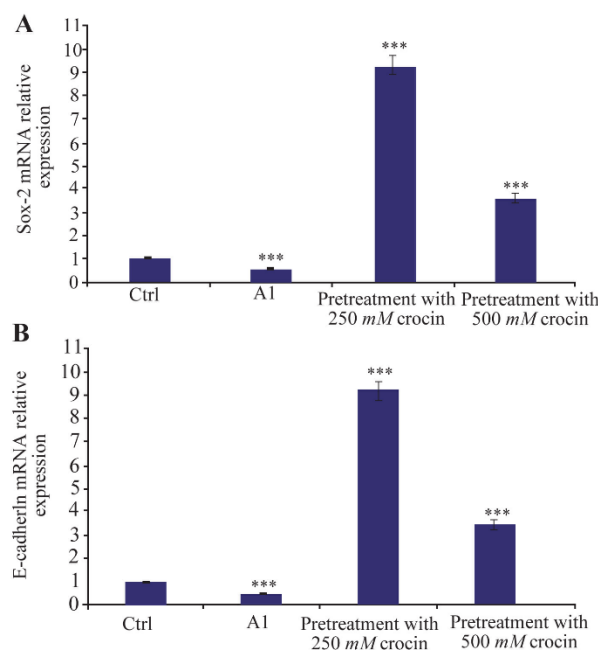 A
Sox-2 mRNA relative
expression
11
10
9
8
7
6
5
4
3
2
1
0
***
***
***
Ctrl
A1
Pretreatment with
250 mM crocin
Pretreatment with
500 mM crocin
B
E-cadherln mRNA relative
expression
11
10
9
8
7
6
5
4
3
2
1
0
***
***
***
Ctrl
A1
Pretreatment with
250 mM crocin
Pretreatment with
500 mM crocin